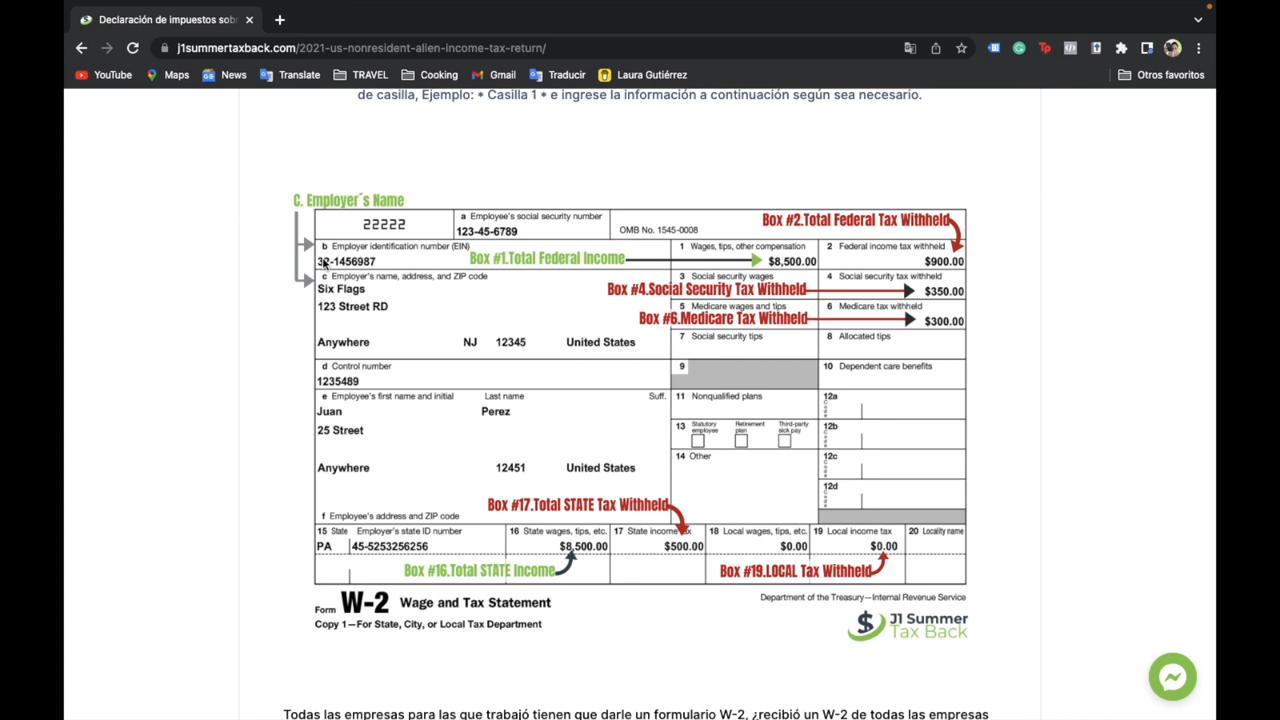 Declaración de impuestos sob
j1summertaxback.com/2021-us-nonresident-alien-income-tax-return/
YouTube Maps News Translate TRAVEL Cooking Gmail Traducir Laura Gutiérrez Otros favoritos
de casilla, Ejemplo: * Casilla 1 * e ingrese la información a continuación según sea necesario.
C. Employer´s Name
22222
a Employee's social security number
123-45-6789
OMB No. 1545-0008
Box #2.Total Federal Tax Withheld
b Employer identification number (EIN)
32-1456987
Box #1.Total Federal Income
1 Wages, tips, other compensation
$8,500.00
2 Federal income tax withheld
$900.00
c Employer's name, address, and ZIP code
Six Flags
123 Street RD
Anywhere NJ 12345 United States
3 Social security wages
Box #4.Social Security Tax Withheld
4 Social security tax withheld
$350.00
5 Medicare wages and tips
Box #6.Medicare Tax Withheld
6 Medicare tax withheld
$300.00
7 Social security tips
8 Allocated tips
d Control number
1235489
9
10 Dependent care benefits
e Employee's first name and initial Last name Suff.
Juan Perez
25 Street
Anywhere 12451 United States
11 Nonqualified plans
12a
Code
13 Statutory employee Retirement plan Third-party sick pay
12b
Code
14 Other
12c
Code
12d
Code
Box #17.Total STATE Tax Withheld
f Employee's address and ZIP code
15 State Employer's state ID number 16 State wages, tips, etc. 17 State income tax 18 Local wages, tips, etc. 19 Local income tax 20 Locality name
PA 45-5253256256 $8,500.00 $500.00 $0.00 $0.00
Box #16.Total STATE Income
Box #19.LOCAL Tax Withheld
Form W-2 Wage and Tax Statement
Department of the Treasury—Internal Revenue Service
Copy 1—For State, City, or Local Tax Department
$ J1 Summer
Tax Back
Todas las empresas para las que trabajó tienen que darle un formulario W-2, ¿recibió un W-2 de todas las empresas